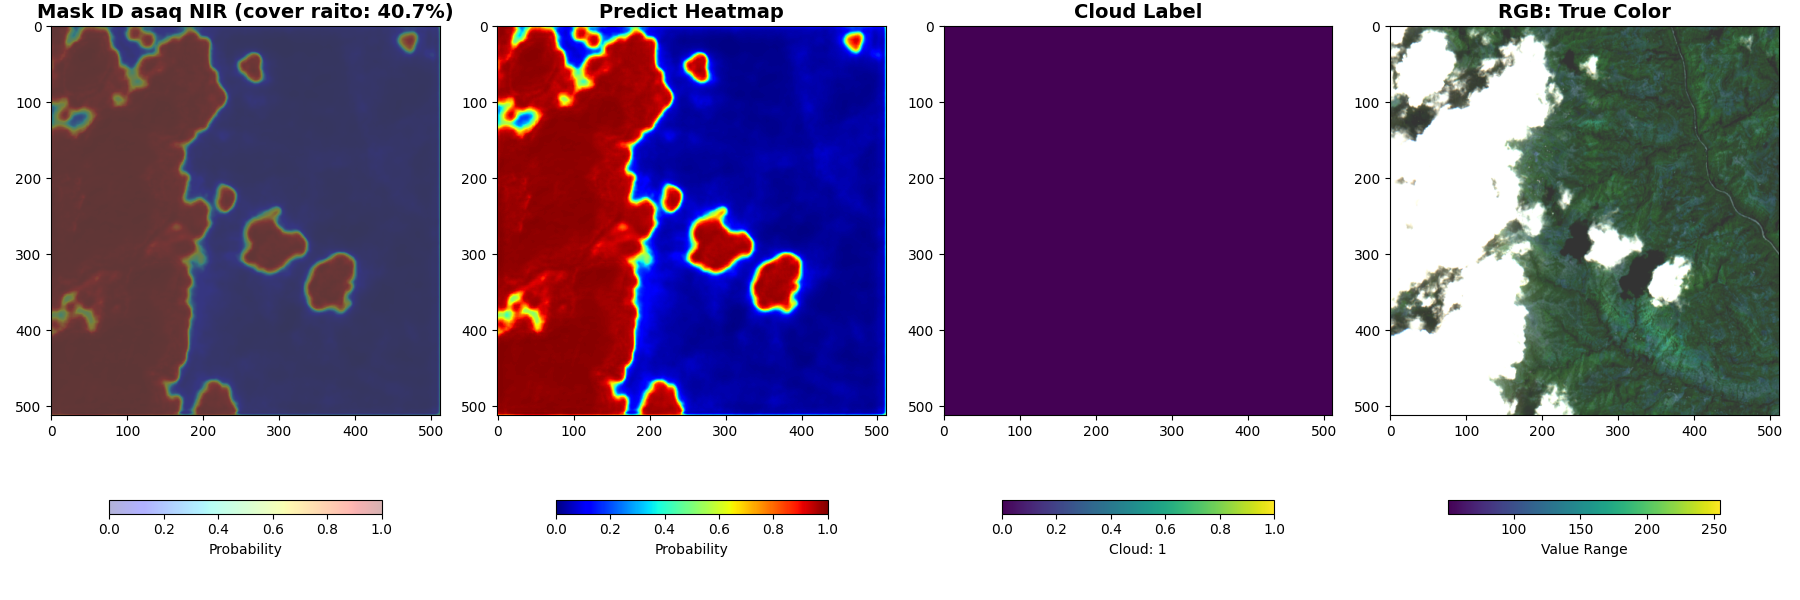 Mask ID asaq NIR (cover raito: 40.7%)
0
100
200
300
400
500
0 100 200 300 400 500
0.0 0.2 0.4 0.6 0.8 1.0
Probability
Predict Heatmap
0
100
200
300
400
500
0 100 200 300 400 500
0.0 0.2 0.4 0.6 0.8 1.0
Probability
Cloud Label
0
100
200
300
400
500
0 100 200 300 400 500
0.0 0.2 0.4 0.6 0.8 1.0
Cloud: 1
RGB: True Color
0
100
200
300
400
500
0 100 200 300 400 500
100 150 200 250
Value Range